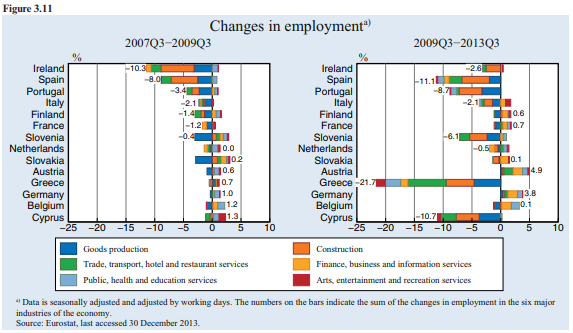 Figure 3.11
Changes in employmentᵃ⁾
2007Q3−2009Q3
%
Ireland -10.3
Spain -8.0
Portugal -3.4
Italy -2.1
Finland -1.4
France -1.2
Slovenia -0.4
Netherlands 0.0
Slovakia 0.2
Austria 0.6
Greece 0.7
Germany 1.0
Belgium 1.2
Cyprus 1.3
−25 −20 −15 −10 −5 0 5 10
2009Q3−2013Q3
%
Ireland -2.6
Spain -11.1
Portugal -8.7
Italy -2.1
Finland 0.6
France 0.7
Slovenia -6.1
Netherlands -0.5
Slovakia 0.1
Austria 4.9
Greece -21.7
Germany 3.8
Belgium 0.1
Cyprus -10.7
−25 −20 −15 −10 −5 0 5 10
Goods production Construction
Trade, transport, hotel and restaurant services Finance, business and information services
Public, health and education services Arts, entertainment and recreation services
ᵃ⁾ Data is seasonally adjusted and adjusted by working days. The numbers on the bars indicate the sum of the changes in employment in the six major
industries of the economy.
Source: Eurostat, last accessed 30 December 2013.